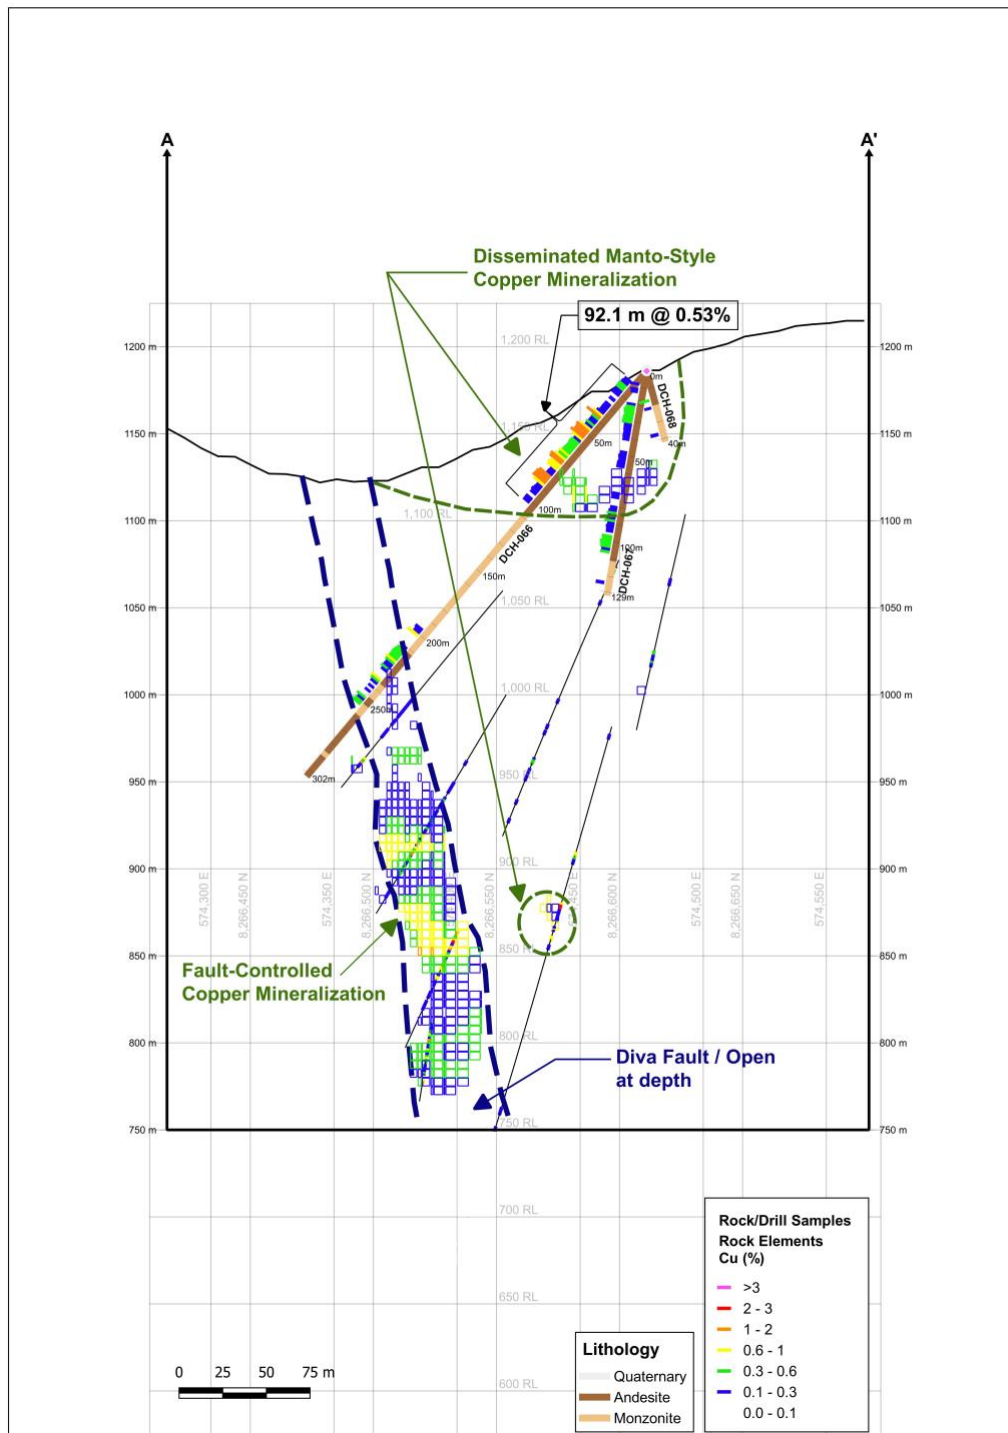 A
A'
Disseminated Manto-Style
Copper Mineralization
92.1 m @ 0.53%
1200 m
1,200 RL
1200 m
0m
DCH-068
1150 m
50m
40m
1150 m
50m
1100 m
1,100 RL
100m
1100 m
DCH-066
100m
DCH-067
150m
129m
1050 m
1,050 RL
1050 m
200m
1000 m
1,000 RL
1000 m
250m
302m
950 m
950 RL
950 m
900 m
900 RL
900 m
574,300 E
8,266,450 N
574,350 E
8,266,500 N
8,266,550 N
8,266,600 N
574,500 E
8,266,650 N
574,550 E
850 m
850 RL
850 m
Fault-Controlled
Copper Mineralization
800 m
800 RL
800 m
Diva Fault / Open
at depth
750 m
750 RL
750 m
700 RL
650 RL
600 RL
0 25 50 75 m
Lithology
Quaternary
Andesite
Monzonite
Rock/Drill Samples
Rock Elements
Cu (%)
>3
2 - 3
1 - 2
0.6 - 1
0.3 - 0.6
0.1 - 0.3
0.0 - 0.1